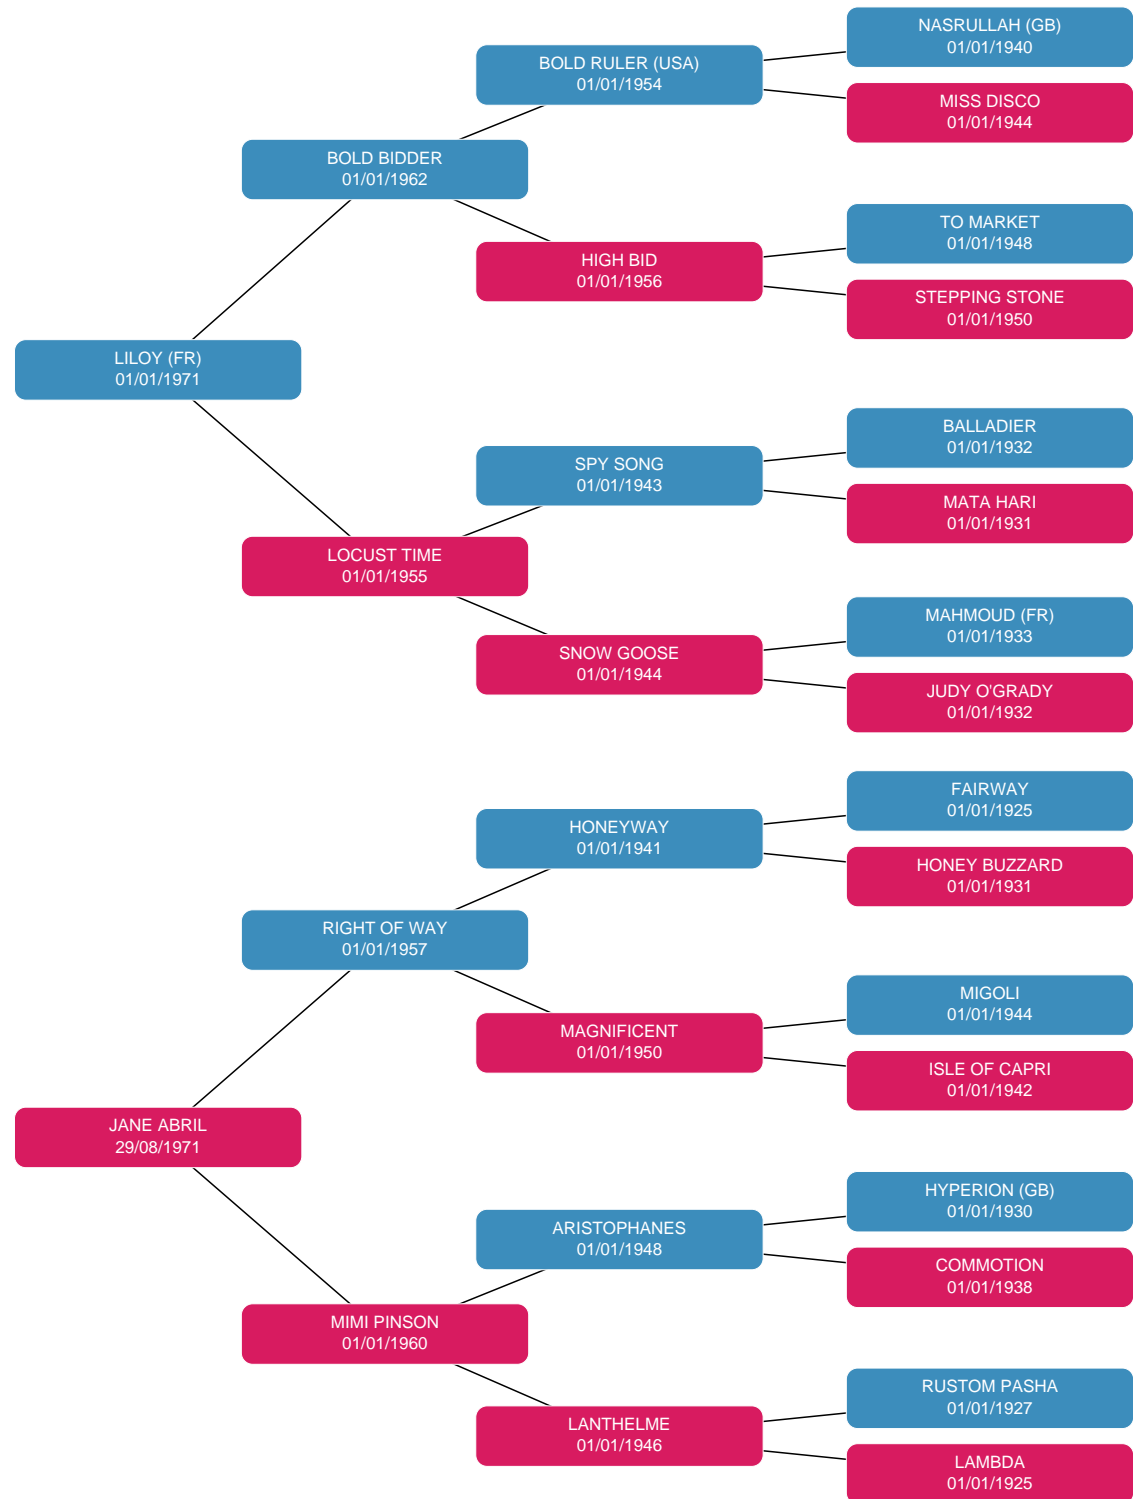 NASRULLAH (GB)
01/01/1940
BOLD RULER (USA)
01/01/1954
MISS DISCO
01/01/1944
BOLD BIDDER
01/01/1962
TO MARKET
01/01/1948
HIGH BID
01/01/1956
STEPPING STONE
01/01/1950
LILOY (FR)
01/01/1971
BALLADIER
01/01/1932
SPY SONG
01/01/1943
MATA HARI
01/01/1931
LOCUST TIME
01/01/1955
MAHMOUD (FR)
01/01/1933
SNOW GOOSE
01/01/1944
JUDY O'GRADY
01/01/1932
FAIRWAY
01/01/1925
HONEYWAY
01/01/1941
HONEY BUZZARD
01/01/1931
RIGHT OF WAY
01/01/1957
MIGOLI
01/01/1944
MAGNIFICENT
01/01/1950
ISLE OF CAPRI
01/01/1942
JANE ABRIL
29/08/1971
HYPERION (GB)
01/01/1930
ARISTOPHANES
01/01/1948
COMMOTION
01/01/1938
MIMI PINSON
01/01/1960
RUSTOM PASHA
01/01/1927
LANTHELME
01/01/1946
LAMBDA
01/01/1925